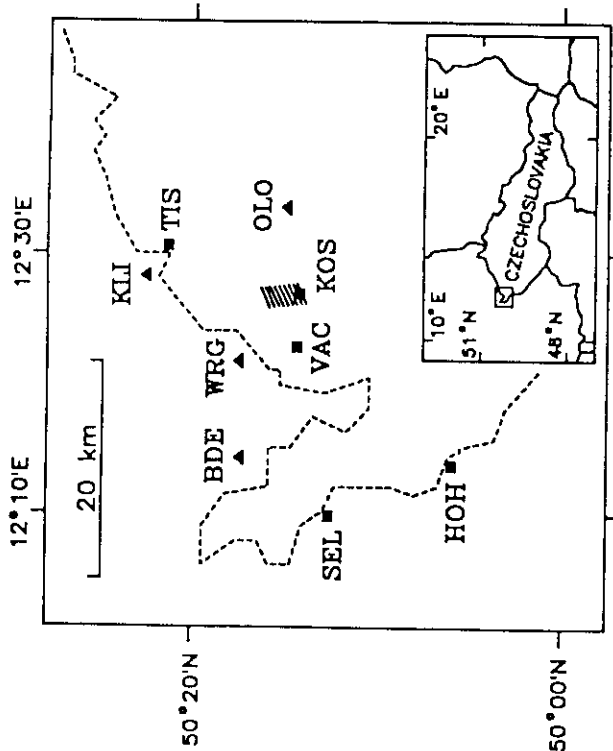 12°10'E 12°30'E
20 km
KLI
TIS
50°20'N
BDE WRG
OLO
VAC
KOS
SEL
10°E 20°E
HOH
51°N
CZECHOSLOVAKIA
48°N
50°00'N